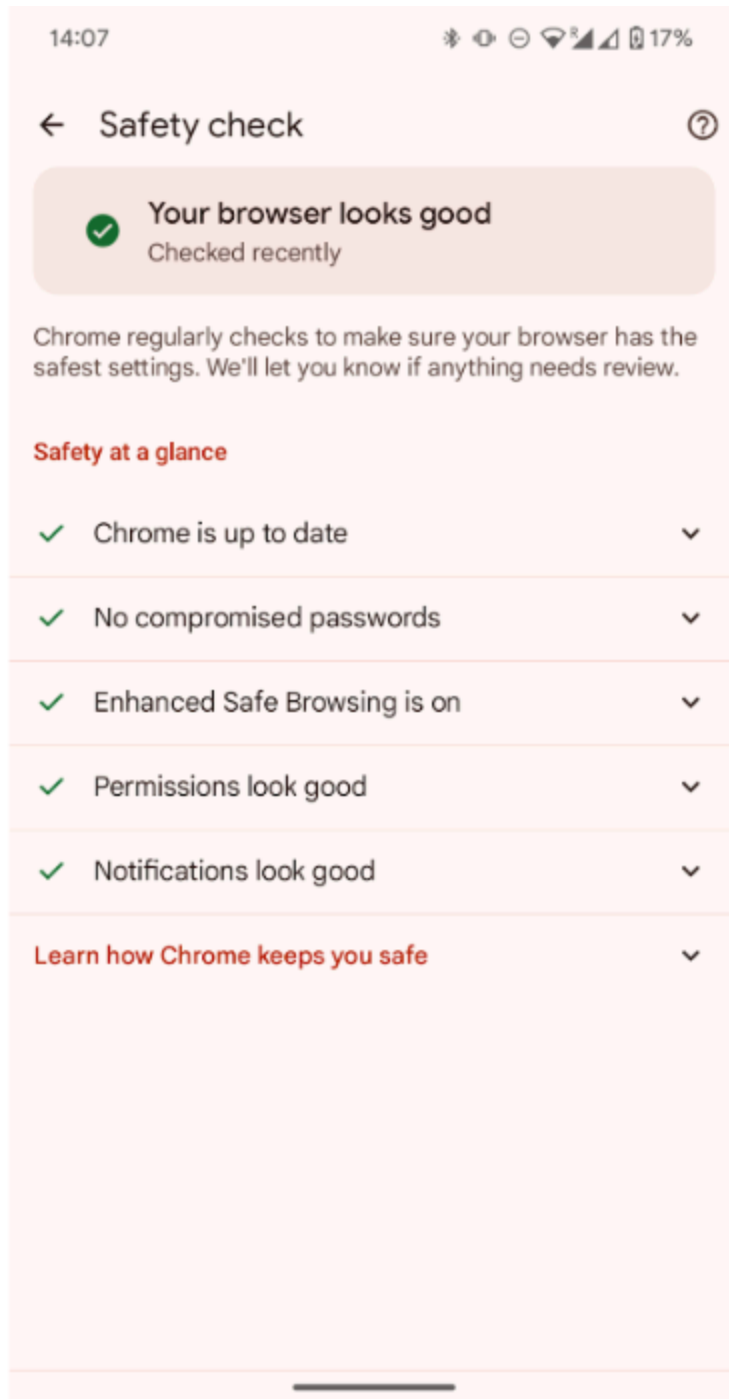 14:07
R
17%
Safety check
Your browser looks good
Checked recently
Chrome regularly checks to make sure your browser has the
safest settings. We'll let you know if anything needs review.
Safety at a glance
Chrome is up to date
No compromised passwords
Enhanced Safe Browsing is on
Permissions look good
Notifications look good
Learn how Chrome keeps you safe